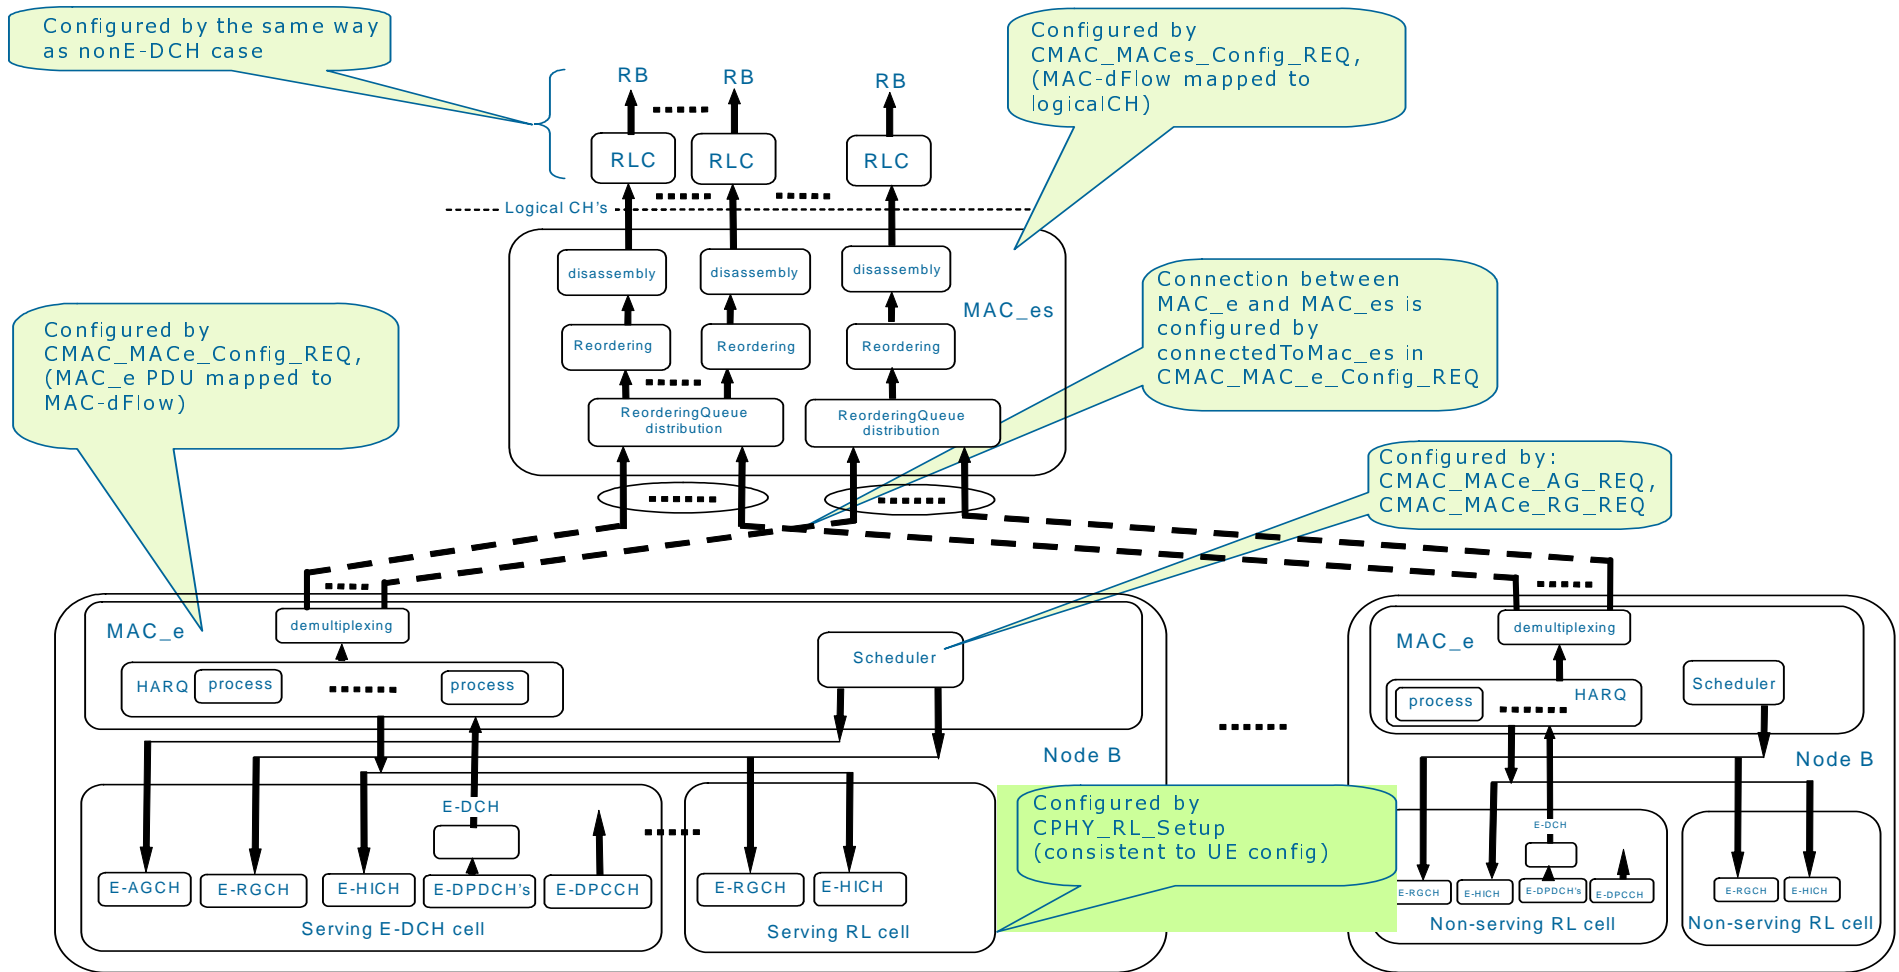 Configured by the same way
as nonE-DCH case
Configured by
CMAC_MACes_Config_REQ,
(MAC-dFlow mapped to
logicalCH)
RB
RB
RB
RLC
RLC
RLC
Logical CH's
disassembly
disassembly
disassembly
MAC_es
Reordering
Reordering
Reordering
ReorderingQueue
distribution
ReorderingQueue
distribution
Connection between
MAC_e and MAC_es is
configured by
connectedToMac_es in
CMAC_MAC_e_Config_REQ
Configured by
CMAC_MACe_Config_REQ,
(MAC_e PDU mapped to
MAC-dFlow)
Configured by:
CMAC_MACe_AG_REQ,
CMAC_MACe_RG_REQ
MAC_e
demultiplexing
Scheduler
HARQ
process
process
Node B
E-DCH
E-AGCH
E-RGCH
E-HICH
E-DPDCH's
E-DPCCH
Serving E-DCH cell
E-RGCH
E-HICH
Serving RL cell
Configured by
CPHY_RL_Setup
(consistent to UE config)
MAC_e
demultiplexing
Scheduler
process
HARQ
Node B
E-DCH
E-RGCH
E-HICH
E-DPDCH's
E-DPCCH
Non-serving RL cell
E-RGCH
E-HICH
Non-serving RL cell